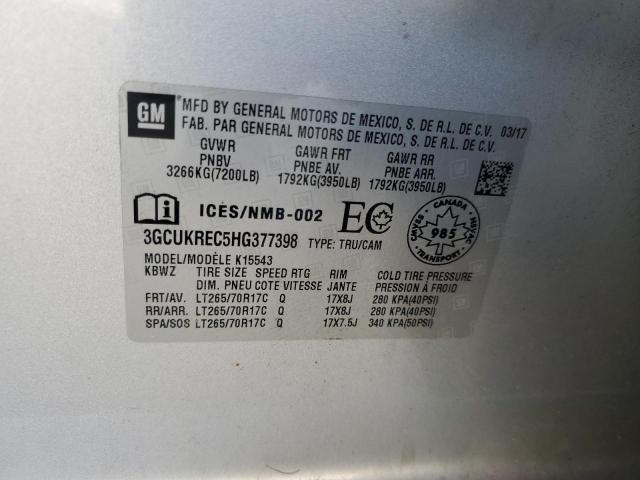 GM
MFD BY GENERAL MOTORS DE MEXICO, S. DE R.L. DE C.V. 03/17
FAB. PAR GENERAL MOTORS DE MEXICO, S. DE R.L. DE C.V.
GVWR GAWR FRT GAWR RR
PNBV PNBE AV. PNBE ARR.
3266KG(7200LB) 1792KG(3950LB) 1792KG(3950LB)
ICES/NMB-002 EC
CANADA
CMVSS 985 NSVAC
3GCUKREC5HG377398 TYPE: TRU/CAM
MODEL/MODÈLE K15543
KBWZ TIRE SIZE SPEED RTG RIM COLD TIRE PRESSURE
DIM. PNEU COTE VITESSE JANTE PRESSION À FROID
FRT/AV. LT265/70R17C Q 17X8J 280 KPA(40PSI)
RR/ARR. LT265/70R17C Q 17X8J 280 KPA(40PSI)
SPA/SOS LT265/70R17C Q 17X7.5J 340 KPA(50PSI)